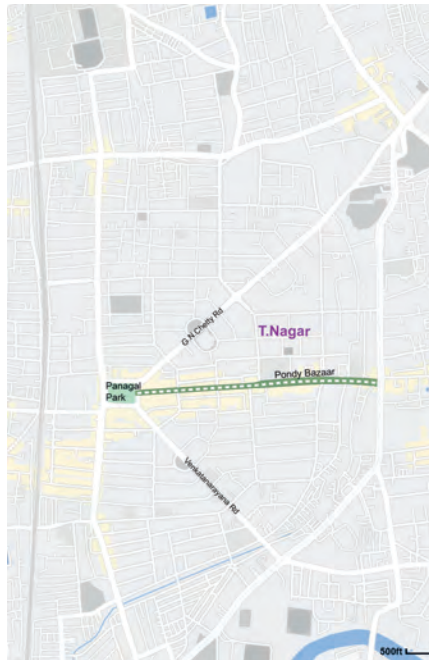 G.N Chetty Rd
T.Nagar
Pondy Bazaar
Panagal
Park
Venkatanarayana Rd
500ft